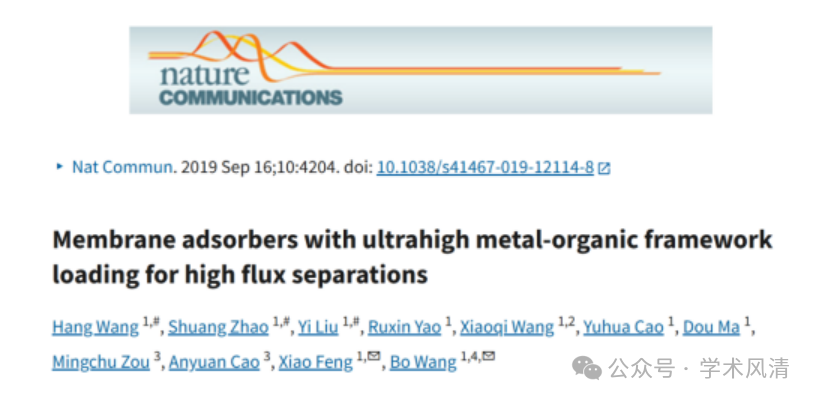 nature
COMMUNICATIONS
‣ Nat Commun. 2019 Sep 16;10:4204. doi: 10.1038/s41467-019-12114-8
Membrane adsorbers with ultrahigh metal-organic framework
loading for high flux separations
Hang Wang 1,#, Shuang Zhao 1,#, Yi Liu 1,#, Ruxin Yao 1, Xiaoqi Wang 1,2, Yuhua Cao 1, Dou Ma 1,
Mingchu Zou 3, Anyuan Cao 3, Xiao Feng 1,✉, Bo Wang 1,4,✉
公众号 · 学术风清